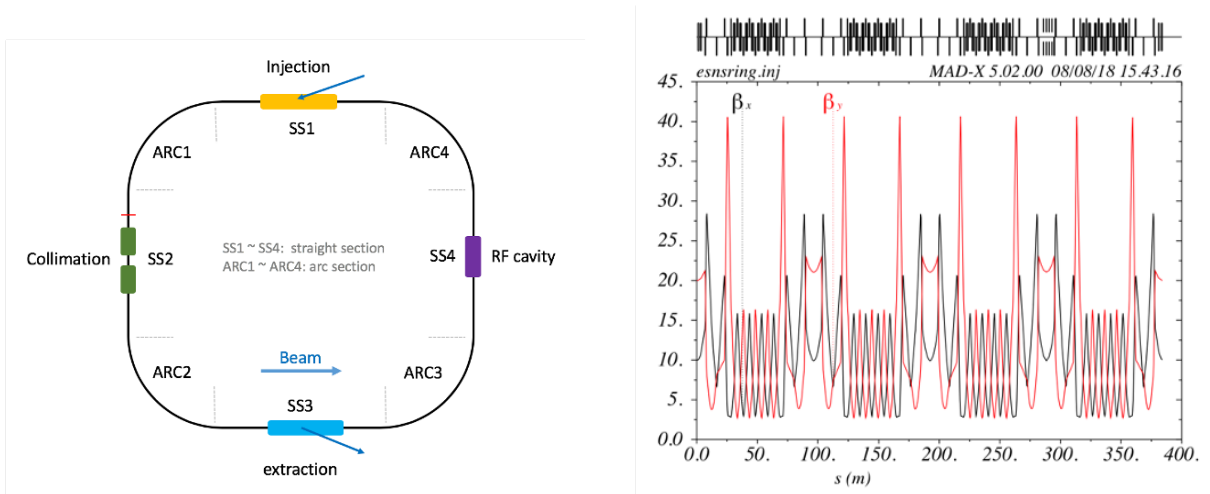 Injection
SS1
ARC1
ARC4
Collimation
SS2
SS1 ~ SS4: straight section
ARC1 ~ ARC4: arc section
SS4
RF cavity
ARC2
Beam
ARC3
SS3
extraction
esnsring.inj MAD-X 5.02.00 08/08/18 15.43.16
45.
βx
βy
40.
35.
30.
25.
20.
15.
10.
5.
0.0
0.0 50. 100. 150. 200. 250. 300. 350. 400.
s (m)